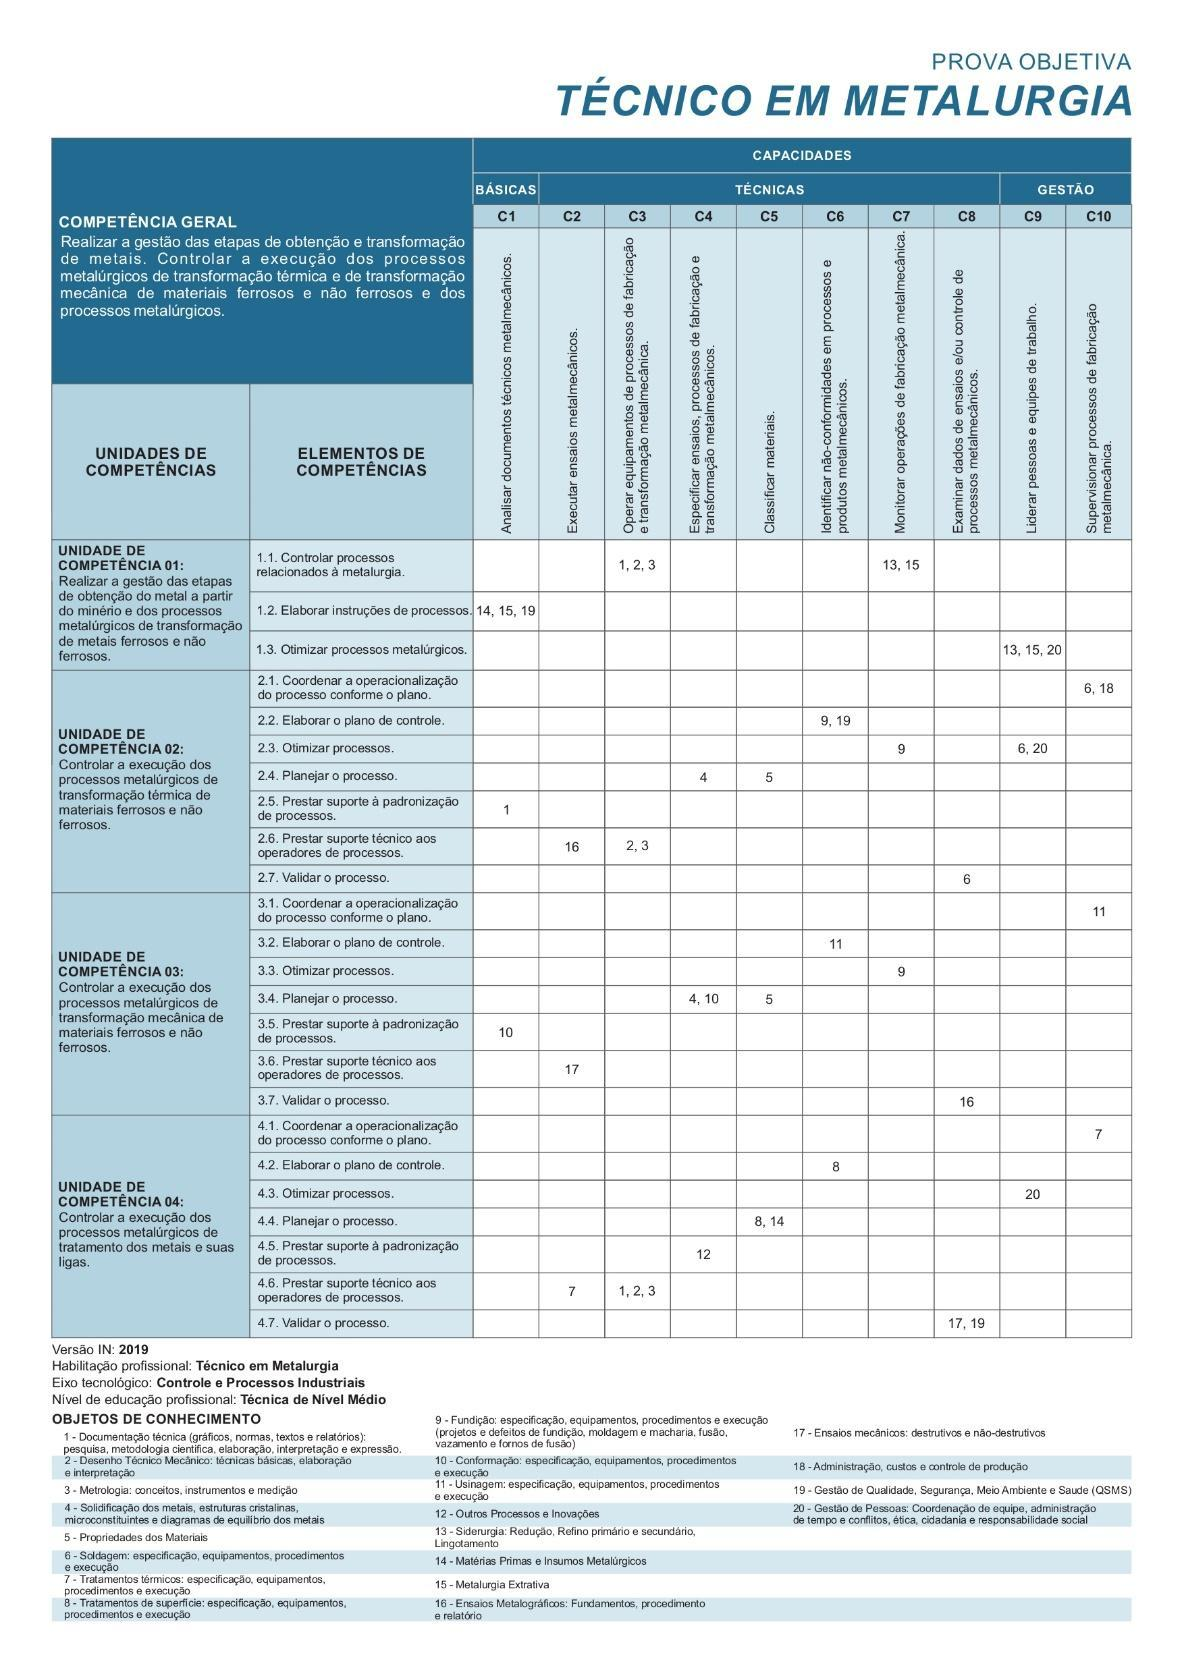 PROVA OBJETIVA
TÉCNICO EM METALURGIA
COMPETÊNCIA GERAL
Realizar a gestão das etapas de obtenção e transformação
de metais. Controlar a execução dos processos
metalúrgicos de transformação térmica e de transformação
mecânica de materiais ferrosos e não ferrosos e dos
processos metalúrgicos.
CAPACIDADES
BÁSICAS TÉCNICAS GESTÃO
C1 C2 C3 C4 C5 C6 C7 C8 C9 C10
Analisar documentos técnicos metalmecânicos.
Executar ensaios metalmecânicos.
Operar equipamentos de processos de fabricação
e transformação metalmecânica.
Especificar ensaios, processos de fabricação e
transformação metalmecânicos.
Classificar materiais.
Identificar não-conformidades em processos e
produtos metalmecânicos.
Monitorar operações de fabricação metalmecânica.
Examinar dados de ensaios e/ou controle de
processos metalmecânicos.
Liderar pessoas e equipes de trabalho.
Supervisionar processos de fabricação
metalmecânica.
UNIDADES DE
COMPETÊNCIAS
ELEMENTOS DE
COMPETÊNCIAS
UNIDADE DE
COMPETÊNCIA 01:
Realizar a gestão das etapas
de obtenção do metal a partir
do minério e dos processos
metalúrgicos de transformação
de metais ferrosos e não
ferrosos.
1.1. Controlar processos
relacionados à metalurgia.
1, 2, 3 13, 15
1.2. Elaborar instruções de processos. 14, 15, 19
1.3. Otimizar processos metalúrgicos. 13, 15, 20
UNIDADE DE
COMPETÊNCIA 02:
Controlar a execução dos
processos metalúrgicos de
transformação térmica de
materiais ferrosos e não
ferrosos.
2.1. Coordenar a operacionalização
do processo conforme o plano.
6, 18
2.2. Elaborar o plano de controle. 9, 19
2.3. Otimizar processos. 9 6, 20
2.4. Planejar o processo. 4 5
2.5. Prestar suporte à padronização
de processos.
1
2.6. Prestar suporte técnico aos
operadores de processos.
16 2, 3
2.7. Validar o processo. 6
UNIDADE DE
COMPETÊNCIA 03:
Controlar a execução dos
processos metalúrgicos de
transformação mecânica de
materiais ferrosos e não
ferrosos.
3.1. Coordenar a operacionalização
do processo conforme o plano.
11
3.2. Elaborar o plano de controle. 11
3.3. Otimizar processos. 9
3.4. Planejar o processo. 4, 10 5
3.5. Prestar suporte à padronização
de processos.
10
3.6. Prestar suporte técnico aos
operadores de processos.
17
3.7. Validar o processo. 16
UNIDADE DE
COMPETÊNCIA 04:
Controlar a execução dos
processos metalúrgicos de
tratamento dos metais e suas
ligas.
4.1. Coordenar a operacionalização
do processo conforme o plano.
7
4.2. Elaborar o plano de controle. 8
4.3. Otimizar processos. 20
4.4. Planejar o processo. 8, 14
4.5. Prestar suporte à padronização
de processos.
12
4.6. Prestar suporte técnico aos
operadores de processos.
7 1, 2, 3
4.7. Validar o processo. 17, 19
Versão IN: 2019
Habilitação profissional: Técnico em Metalurgia
Eixo tecnológico: Controle e Processos Industriais
Nível de educação profissional: Técnica de Nível Médio
OBJETOS DE CONHECIMENTO
1 - Documentação técnica (gráficos, normas, textos e relatórios):
pesquisa, metodologia científica, elaboração, interpretação e expressão.
2 - Desenho Técnico Mecânico: técnicas básicas, elaboração
e interpretação
3 - Metrologia: conceitos, instrumentos e medição
4 - Solidificação dos metais, estruturas cristalinas,
microconstituintes e diagramas de equilíbrio dos metais
5 - Propriedades dos Materiais
6 - Soldagem: especificação, equipamentos, procedimentos
e execução
7 - Tratamentos térmicos: especificação, equipamentos,
procedimentos e execução
8 - Tratamentos de superfície: especificação, equipamentos,
procedimentos e execução
9 - Fundição: especificação, equipamentos, procedimentos e execução
(projetos e defeitos de fundição, moldagem e macharia, fusão,
vazamento e fornos de fusão)
10 - Conformação: especificação, equipamentos, procedimentos
e execução
11 - Usinagem: especificação, equipamentos, procedimentos
e execução
12 - Outros Processos e Inovações
13 - Siderurgia: Redução, Refino primário e secundário,
Lingotamento
14 - Matérias Primas e Insumos Metalúrgicos
15 - Metalurgia Extrativa
16 - Ensaios Metalográficos: Fundamentos, procedimento
e relatório
17 - Ensaios mecânicos: destrutivos e não-destrutivos
18 - Administração, custos e controle de produção
19 - Gestão de Qualidade, Segurança, Meio Ambiente e Saude (QSMS)
20 - Gestão de Pessoas: Coordenação de equipe, administração
de tempo e conflitos, ética, cidadania e responsabilidade social